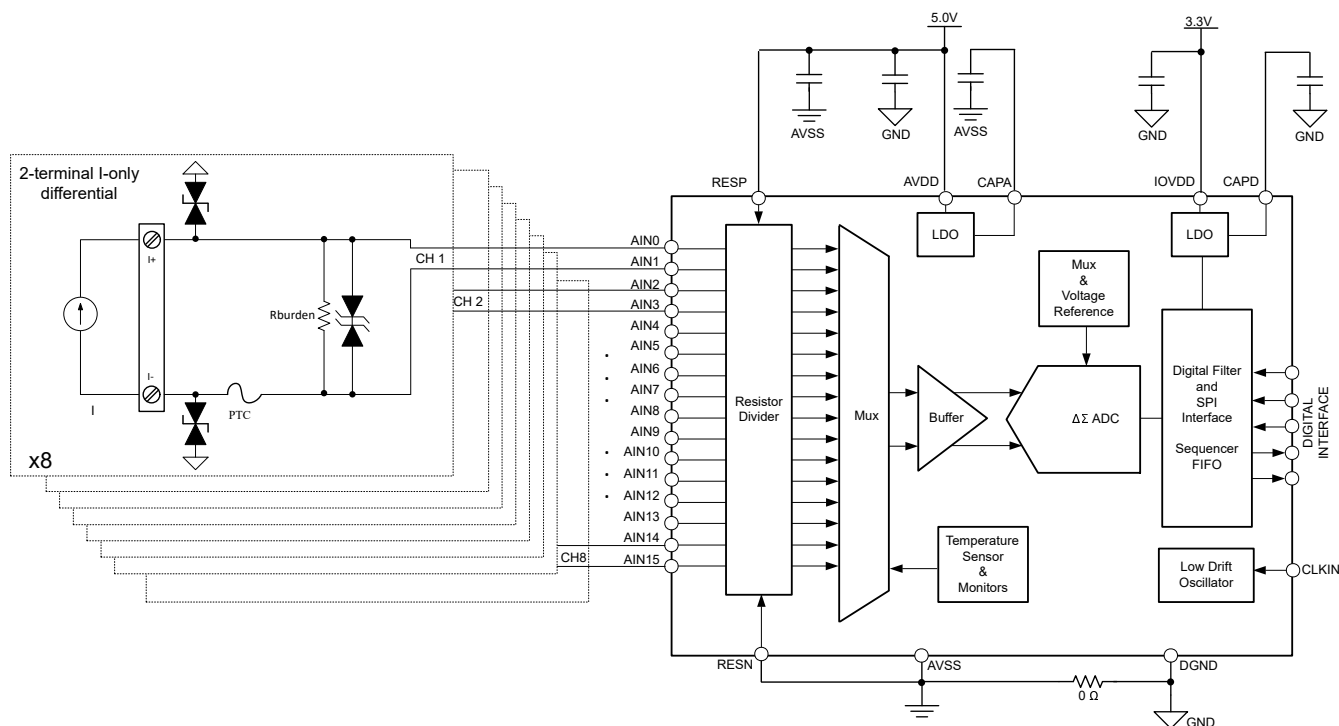 5.0V
3.3V
AVSS
GND
AVSS
GND
GND
2-terminal I-only
differential
RESP
AVDD
CAPA
IOVDD
CAPD
LDO
LDO
I+
I-
I
Rburden
PTC
x8
CH 1
CH 2
CH8
AIN0
AIN1
AIN2
AIN3
AIN4
AIN5
AIN6
AIN7
AIN8
AIN9
AIN10
AIN11
AIN12
AIN13
AIN14
AIN15
Resistor
Divider
Mux
Buffer
Mux
&
Voltage
Reference
ΔΣ ADC
Digital Filter
and
SPI
Interface
Sequencer
FIFO
DIGITAL
INTERFACE
Temperature
Sensor
&
Monitors
Low Drift
Oscillator
CLKIN
RESN
AVSS
DGND
0 Ω
GND